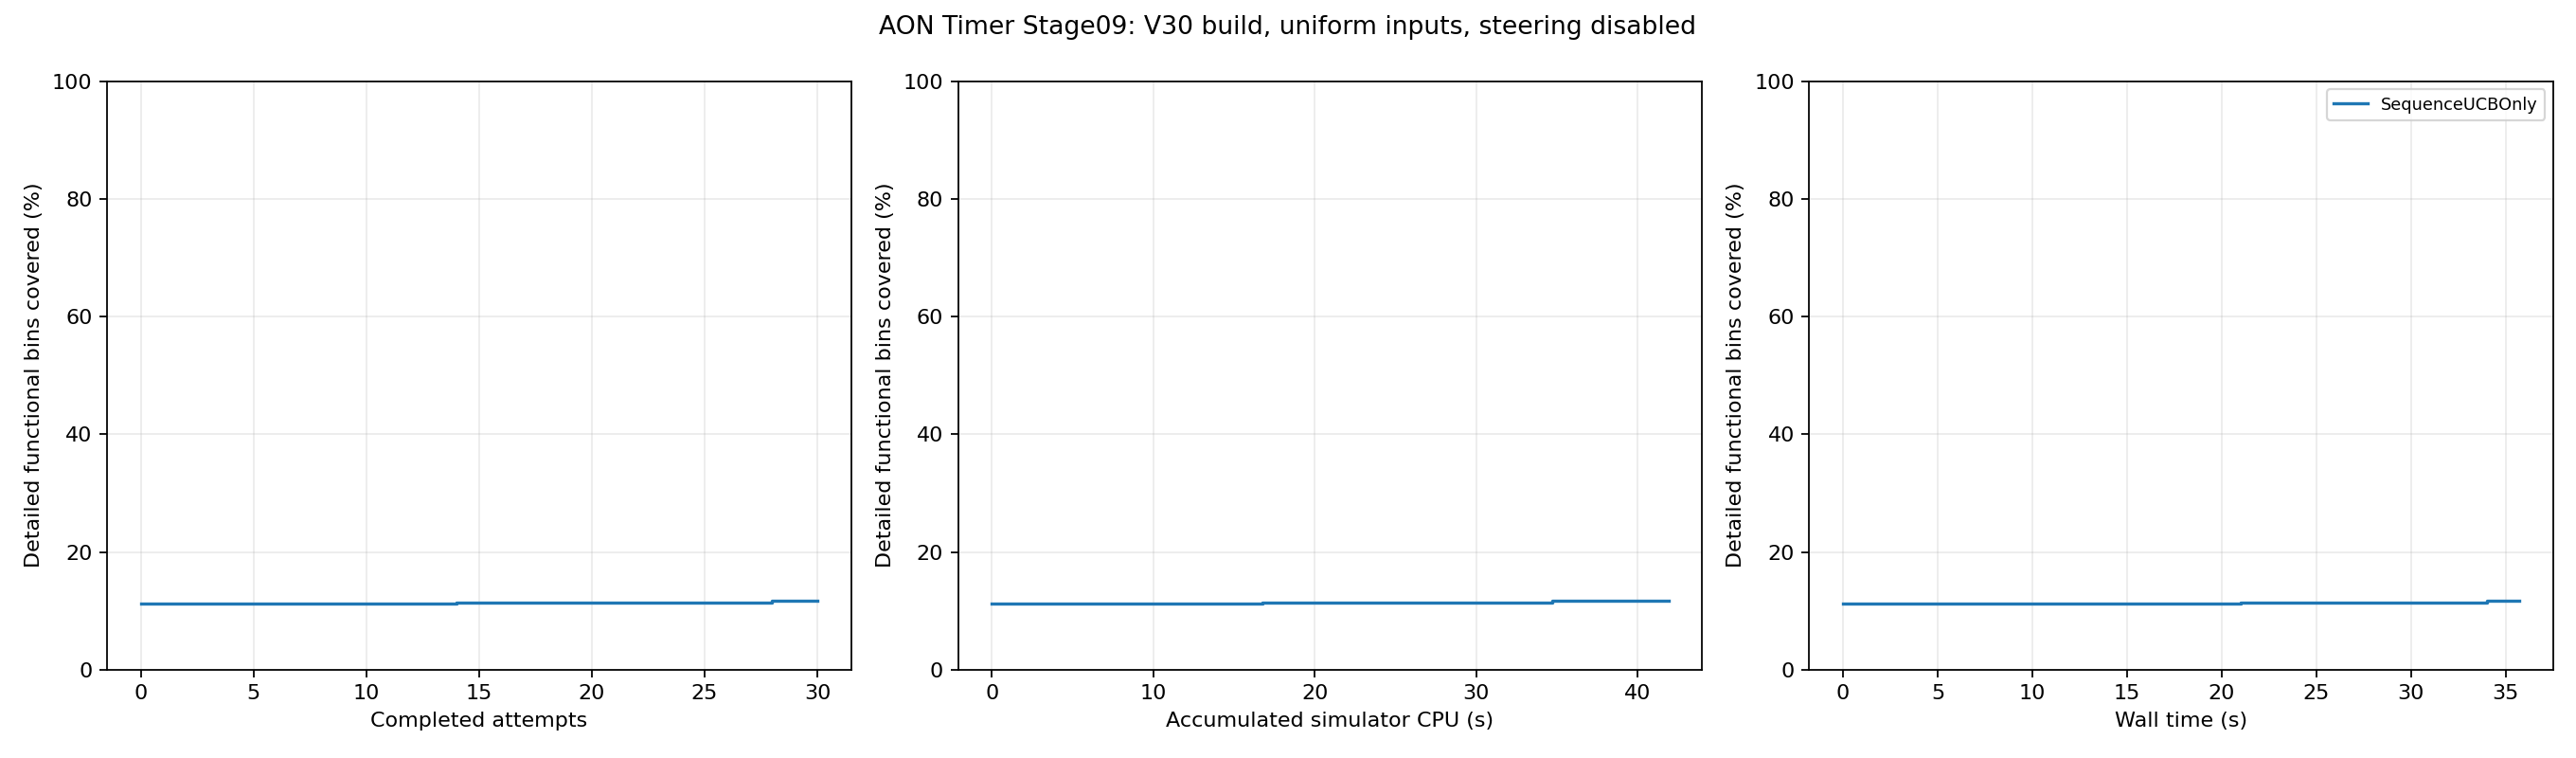 AON Timer Stage09: V30 build, uniform inputs, steering disabled
Detailed functional bins covered (%)
100
80
60
40
20
0
0 5 10 15 20 25 30
Completed attempts
Detailed functional bins covered (%)
100
80
60
40
20
0
0 10 20 30 40
Accumulated simulator CPU (s)
Detailed functional bins covered (%)
100
80
60
40
20
0
SequenceUCBOnly
0 5 10 15 20 25 30 35
Wall time (s)